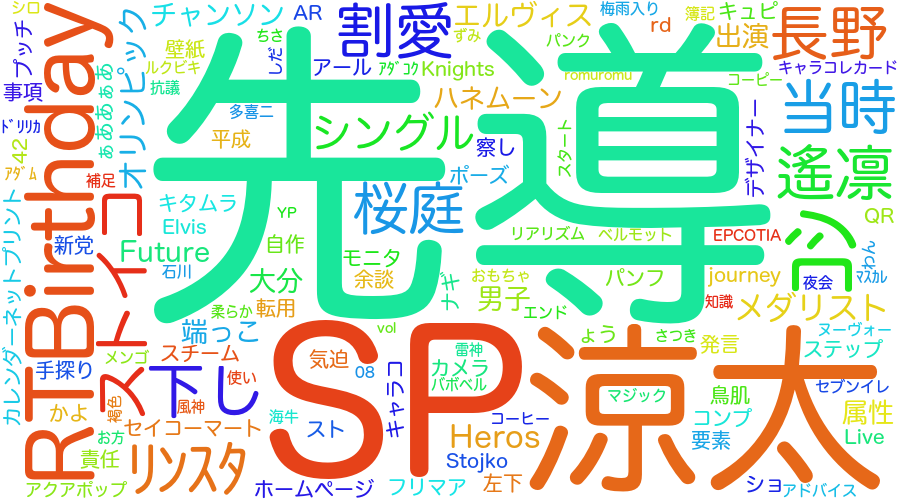 シロ
プッチ
事項
ﾄﾞﾘﾘｶ
42
ｱﾀﾞﾑ
RTBirthday
カレンダーネットプリント
ぁああああ
オリンピック
補足
ストイコ
チャンソン
壁紙
ルクビキ
抗議
AR
ちさ
しだ
アール
多喜二
平成
割愛
ｱﾀﾞｺｸ
Knights
エルヴィス
ずみ
パンク
romuromu
ハネムーン
シングル
察し
ポーズ
桜庭
梅雨入り
rd
簿記
キュピ
出演
コーピー
スタート
デザイナー
長野
キャラコレカード
当時
遙凛
QR
先導
キタムラ
Elvis
YP
新党
Future
自作
石川
大分
柔らか
転用
モニタ
余談
ナギ
リアリズム
ベルモット
EPCOTIA
おもちゃ
パンフ
男子
エンド
journey
知識
夜会
わん
ﾏｽｶﾚ
メダリスト
ヌーヴォー
ステップ
セブンイレ
発言
さつき
よう
端っこ
手探り
メンゴ
スチーム
下し
使い
風神
褐色
かよ
お方
責任
セイコーマート
アクアポップ
リンスタ
ホームページ
海牛
スト
気迫
08
キャラコ
vol
カメラ
雷神
バボベル
SP
Heros
コーヒー
Stojko
フリマア
左下
涼太
マジック
鳥肌
コンプ
要素
属性
Live
ショ
アドバイス